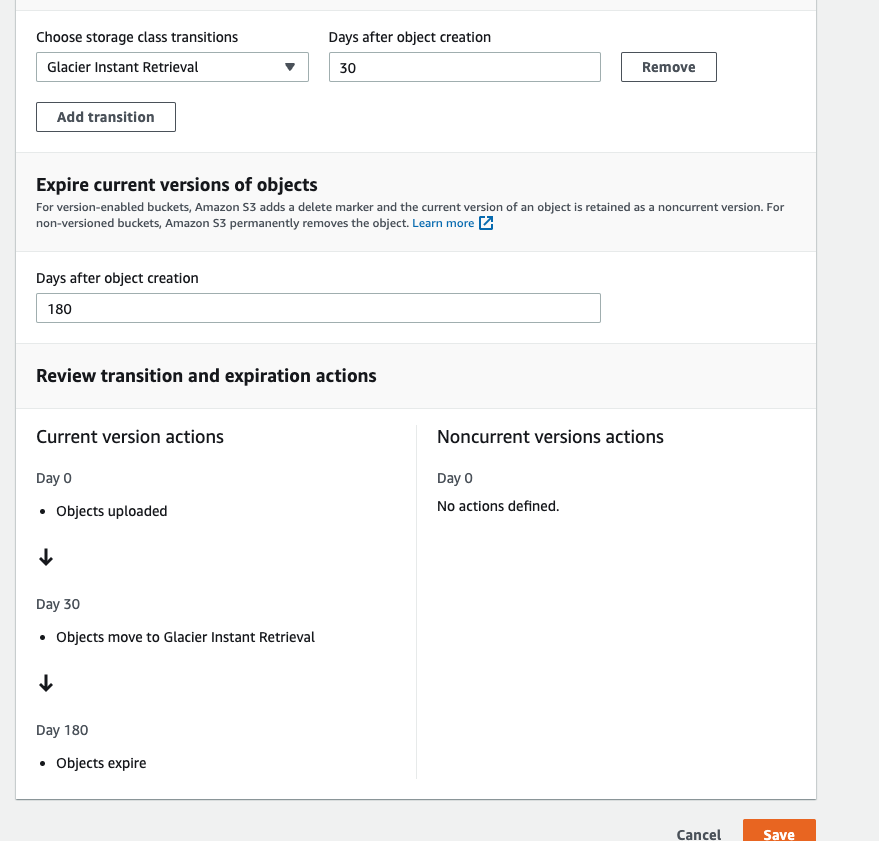 Choose storage class transitions
Days after object creation
Glacier Instant Retrieval
30
Remove
Add transition
Expire current versions of objects
For version-enabled buckets, Amazon S3 adds a delete marker and the current version of an object is retained as a noncurrent version. For
non-versioned buckets, Amazon S3 permanently removes the object. Learn more
Days after object creation
180
Review transition and expiration actions
Current version actions
Day 0
• Objects uploaded
Day 30
• Objects move to Glacier Instant Retrieval
Day 180
• Objects expire
Noncurrent versions actions
Day 0
No actions defined.
Cancel
Save